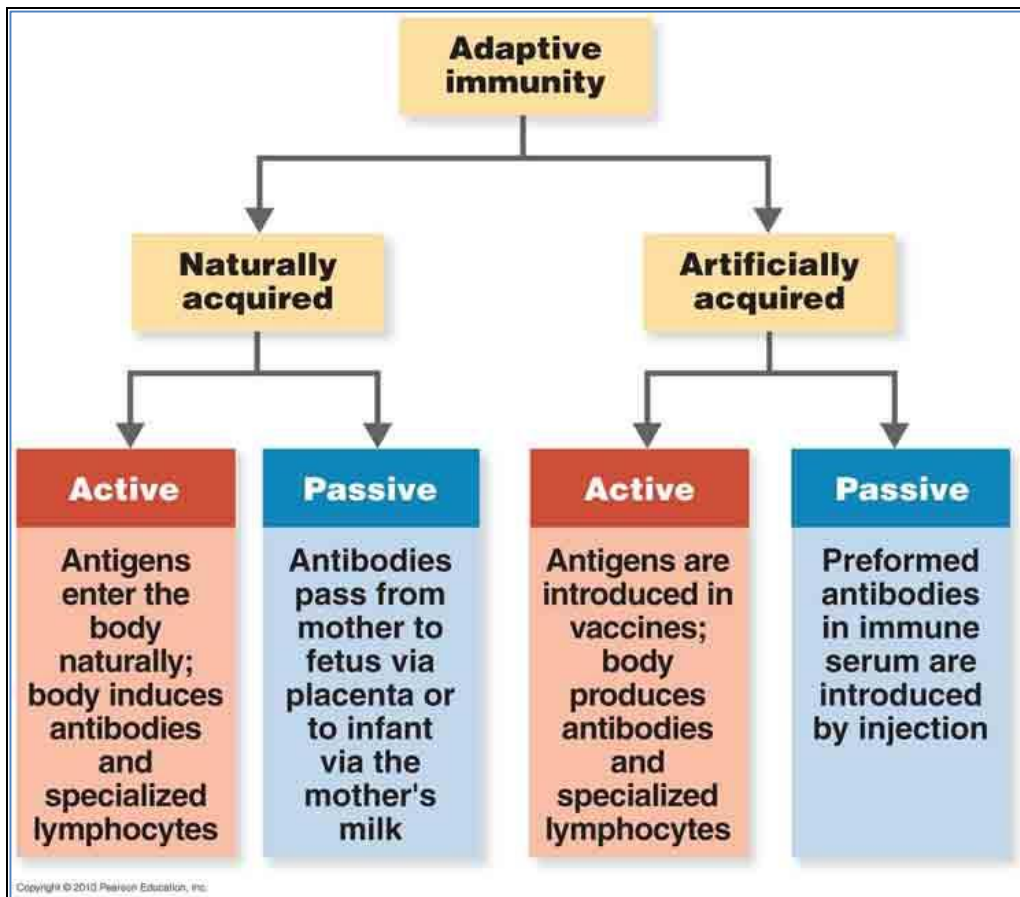 Adaptive
immunity
Naturally
acquired
Artificially
acquired
Active
Antigens
enter the
body
naturally;
body induces
antibodies
and
specialized
lymphocytes
Passive
Antibodies
pass from
mother to
fetus via
placenta or
to infant
via the
mother's
milk
Active
Antigens are
introduced in
vaccines;
body
produces
antibodies
and
specialized
lymphocytes
Passive
Preformed
antibodies
in immune
serum are
introduced
by injection
Copyright © 2010 Pearson Education, Inc.